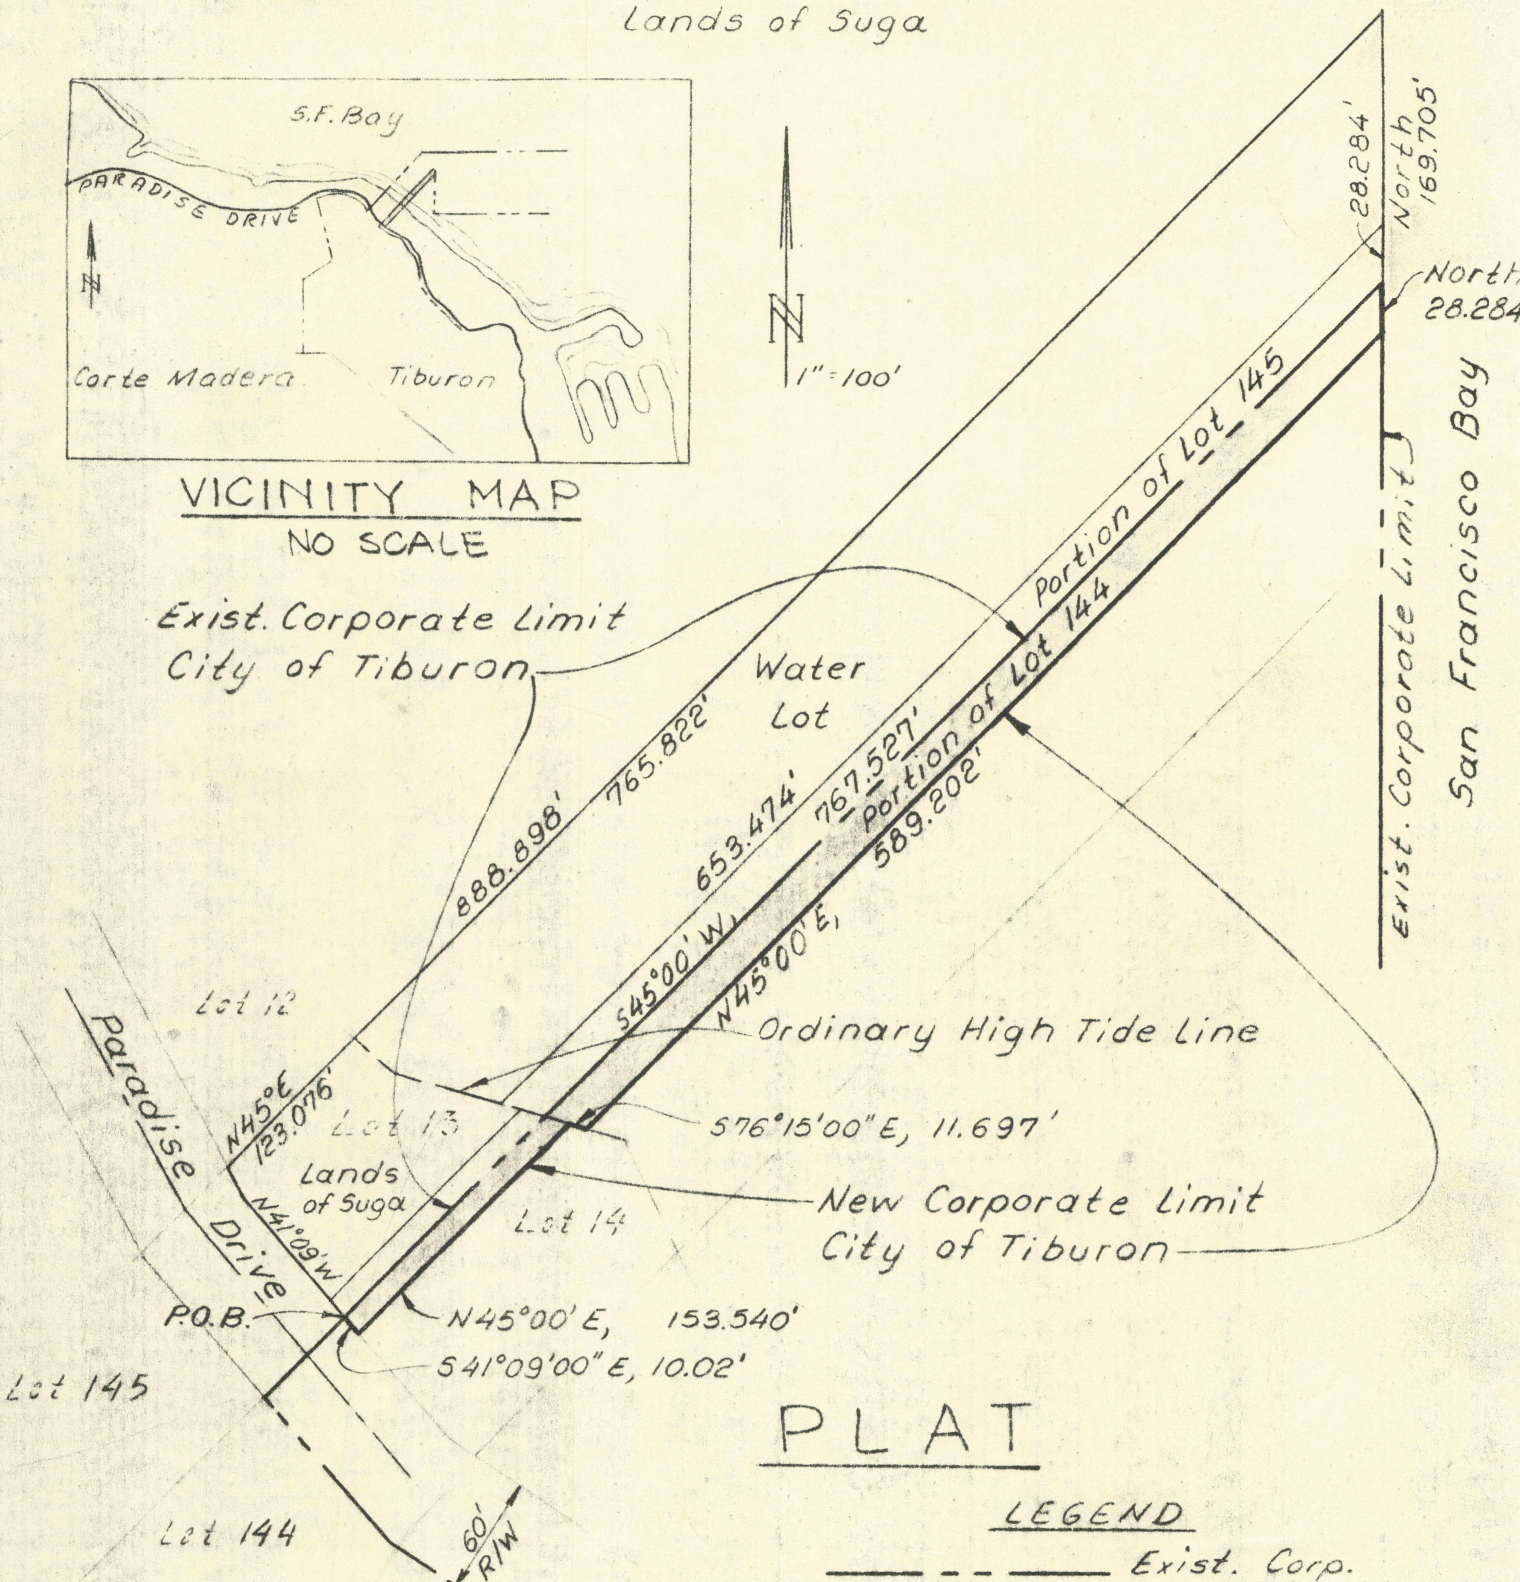 Lands of Suga
S.F. Bay
PARADISE DRIVE
N
Corte Madera
Tiburon
VICINITY MAP
NO SCALE
N
1"=100'
28.284'
North
169.705'
North
28.284
Exist. Corporate Limit
San Francisco Bay
Exist. Corporate Limit
City of Tiburon
Water
Lot
Portion of Lot 145
Portion of Lot 144
888.898'
765.822'
653.474'
767.527'
589.202'
S45°00' W,
N45°00' E,
Ordinary High Tide Line
Lot 12
Paradise Drive
N45°E
123.076'
Lot 13
Lands
of Suga
N41°09'W
S76°15'00" E, 11.697'
New Corporate Limit
City of Tiburon
Lot 14
P.O.B.
N45°00' E, 153.540'
S41°09'00" E, 10.02'
Lot 145
Lot 144
60'
R/W
PLAT
LEGEND
Exist. Corp.